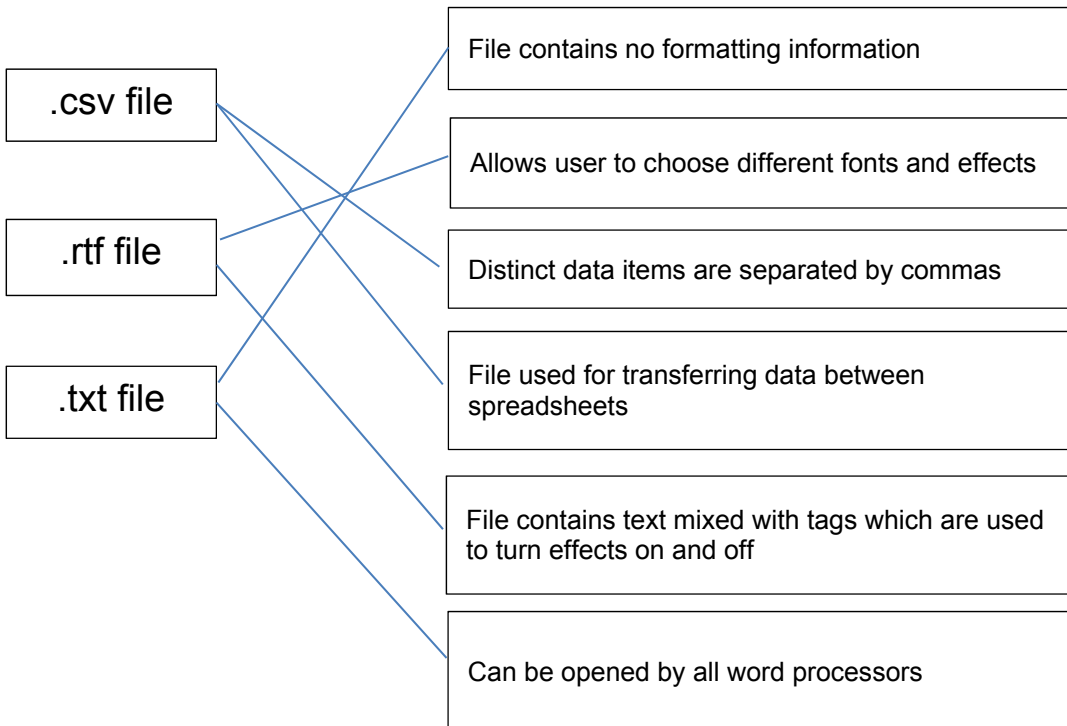 .csv file
.rtf file
.txt file
File contains no formatting information
Allows user to choose different fonts and effects
Distinct data items are separated by commas
File used for transferring data between
spreadsheets
File contains text mixed with tags which are used
to turn effects on and off
Can be opened by all word processors